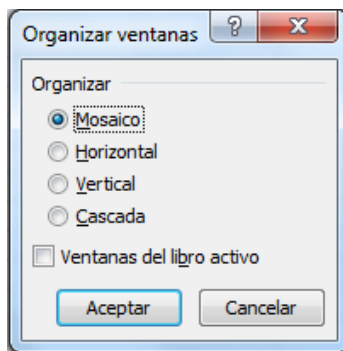 Organizar ventanas
Organizar
Mosaico
Horizontal
Vertical
Cascada
Ventanas del libro activo
Aceptar Cancelar